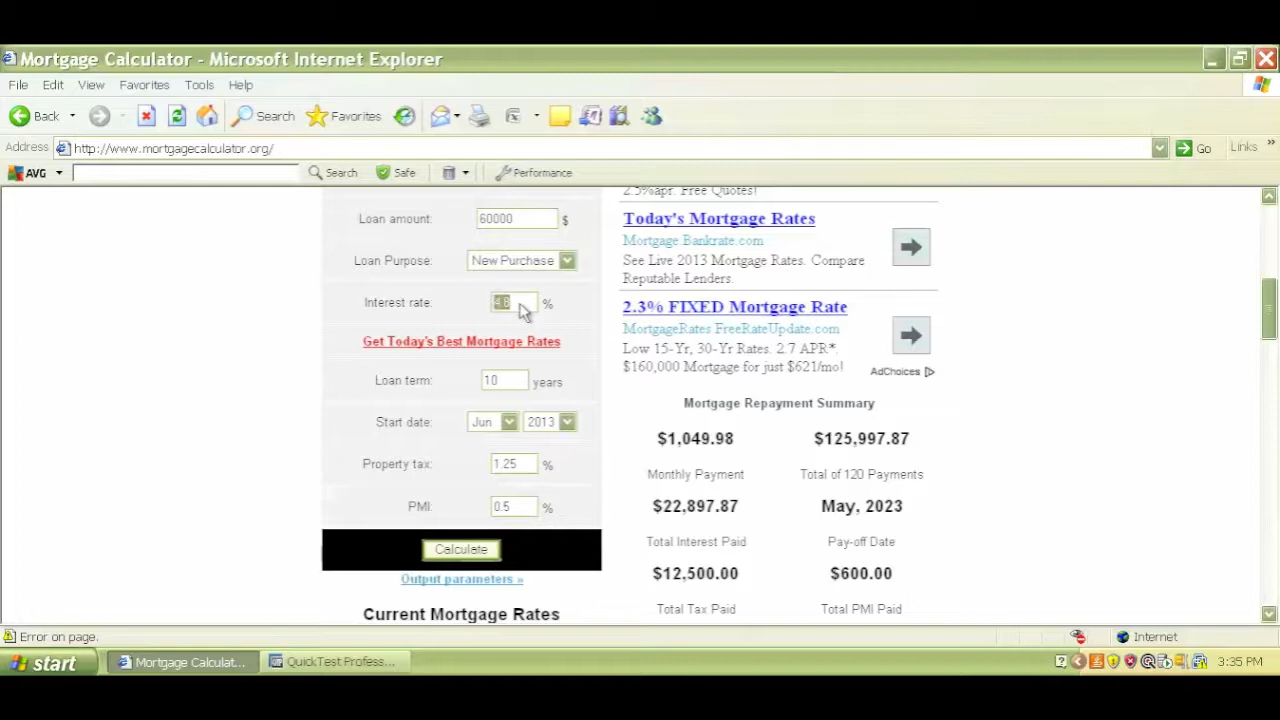 Mortgage Calculator - Microsoft Internet Explorer
File Edit View Favorites Tools Help
Back Search Favorites
Address http://www.mortgagecalculator.org/ Go Links »
AVG Search Safe Performance
2.5%apr. Free Quotes!
Loan amount: 60000 $
Loan Purpose: New Purchase
Interest rate: %
Get Today's Best Mortgage Rates
Loan term: 10 years
Start date: Jun 2013
Property tax: 1.25 %
PMI: 0.5 %
Calculate
Output parameters »
Current Mortgage Rates
Today's Mortgage Rates
Mortgage Bankrate.com
See Live 2013 Mortgage Rates. Compare
Reputable Lenders.
2.3% FIXED Mortgage Rate
MortgageRates FreeRateUpdate.com
Low 15-Yr, 30-Yr Rates. 2.7 APR*.
$160,000 Mortgage for just $621/mo!
AdChoices
Mortgage Repayment Summary
$1,049.98 $125,997.87
Monthly Payment Total of 120 Payments
$22,897.87 May, 2023
Total Interest Paid Pay-off Date
$12,500.00 $600.00
Total Tax Paid Total PMI Paid
Error on page. Internet
start Mortgage Calculat... QuickTest Profess... 3:35 PM